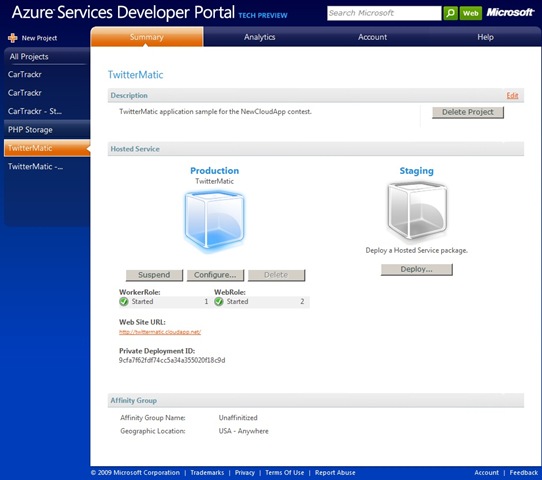 Azure™ Services Developer Portal TECH PREVIEW
Search Microsoft Web Microsoft®
New Project
Summary Analytics Account Help
All Projects
CarTrackr
CarTrackr
CarTrackr - St...
PHP Storage
TwitterMatic
TwitterMatic -...
TwitterMatic
Description Edit
TwitterMatic application sample for the NewCloudApp contest.
Delete Project
Hosted Service
Production
TwitterMatic
Staging
Deploy a Hosted Service package.
Suspend Configure... Delete
Deploy...
WorkerRole: WebRole:
Started 1 Started 2
Web Site URL:
http://twittermatic.cloudapp.net/
Private Deployment ID:
9cfa7f62fdf74cc5a34a355020f18c9d
Affinity Group
Affinity Group Name: Unaffinitized
Geographic Location: USA - Anywhere
© 2009 Microsoft Corporation | Trademarks | Privacy | Terms Of Use | Report Abuse Account | Feedback